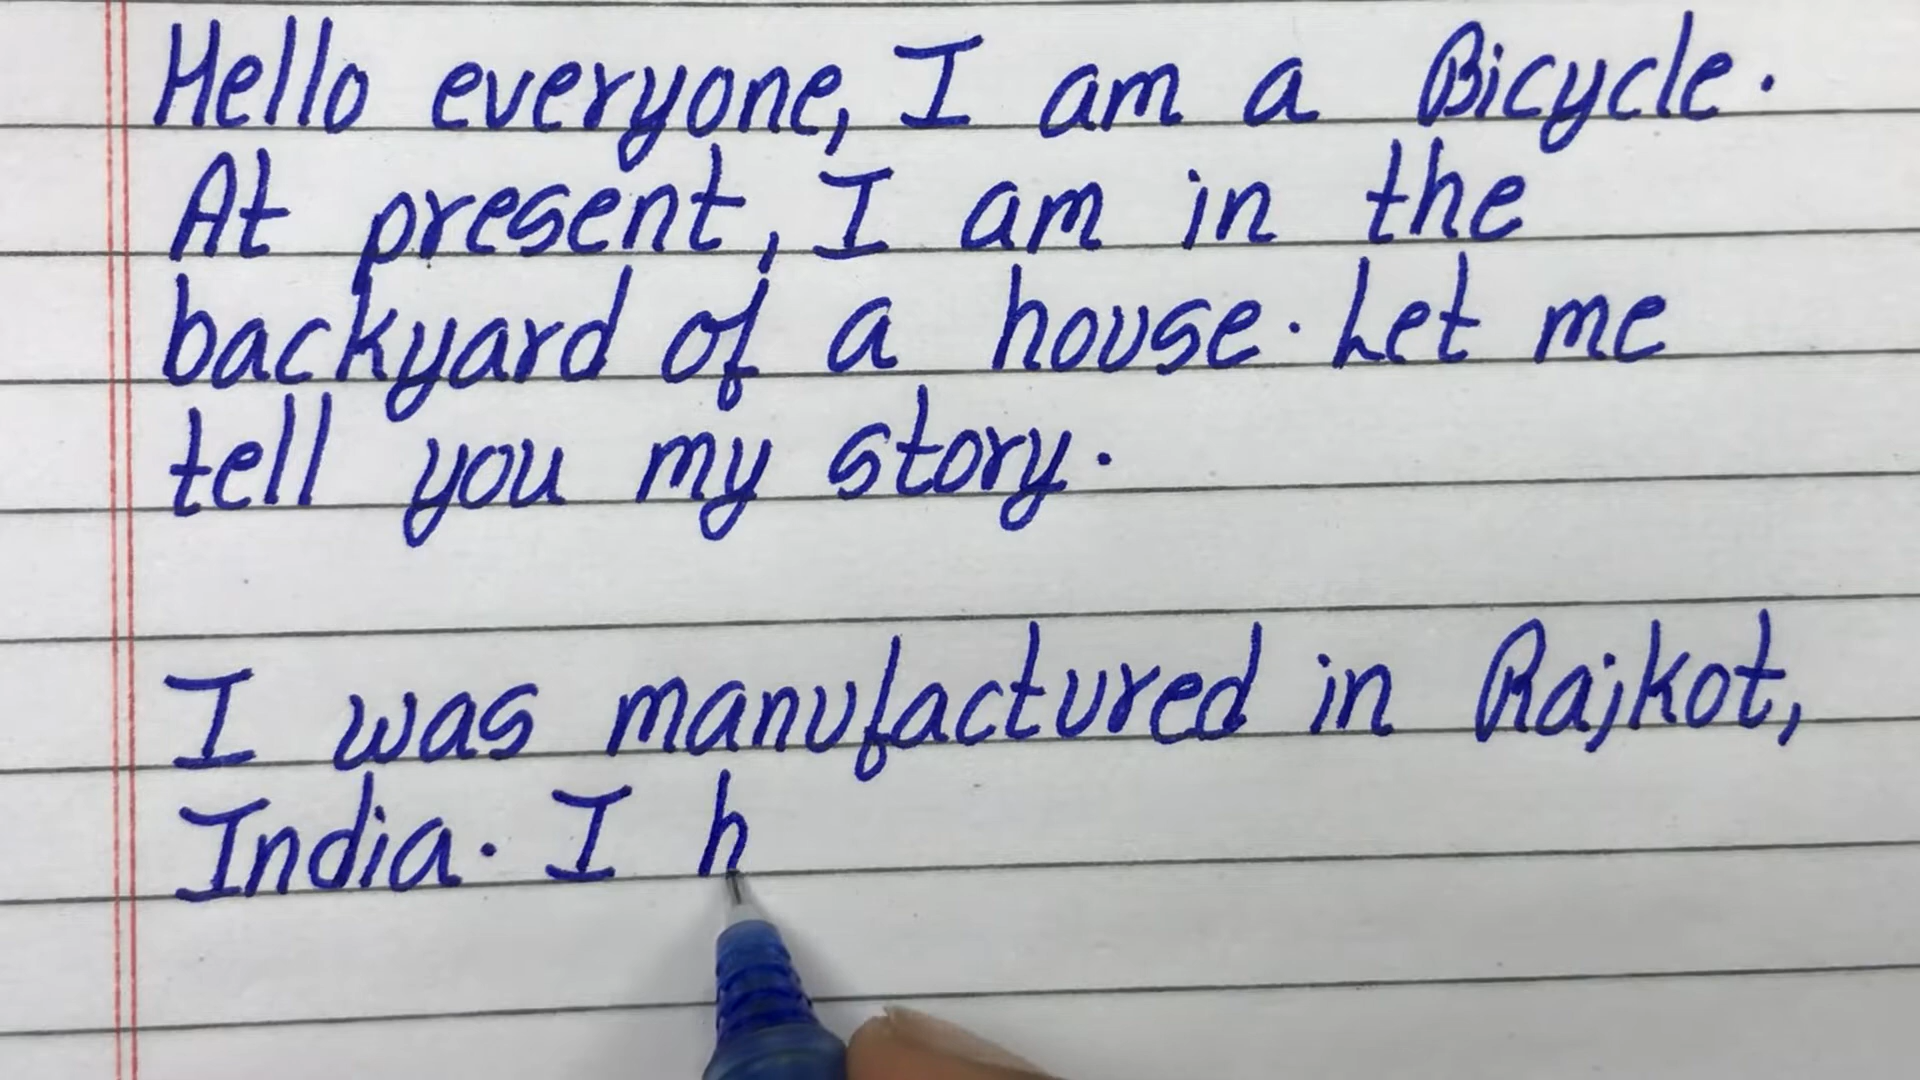 Hello everyone, I am a Bicycle.
At present, I am in the
backyard of a house. Let me
tell you my story.
I was manufactured in Rajkot,
India. I h